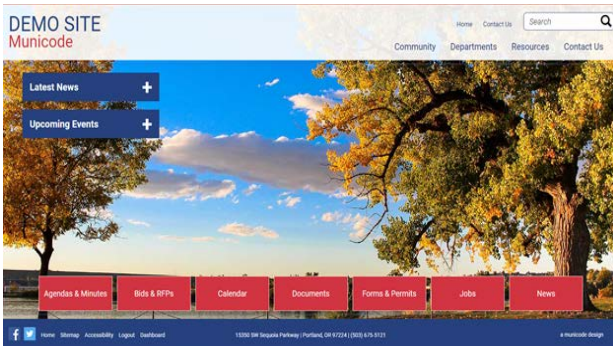 DEMO SITE
Municode
Home Contact Us Search
Community Departments Resources Contact Us
Latest News +
Upcoming Events +
Agendas & Minutes Bids & RFPs Calendar Documents Forms & Permits Jobs News
Home Sitemap Accessibility Logout Dashboard 15350 SW Sequoia Parkway | Portland, OR 97224 | (503) 675-5121 a municode design